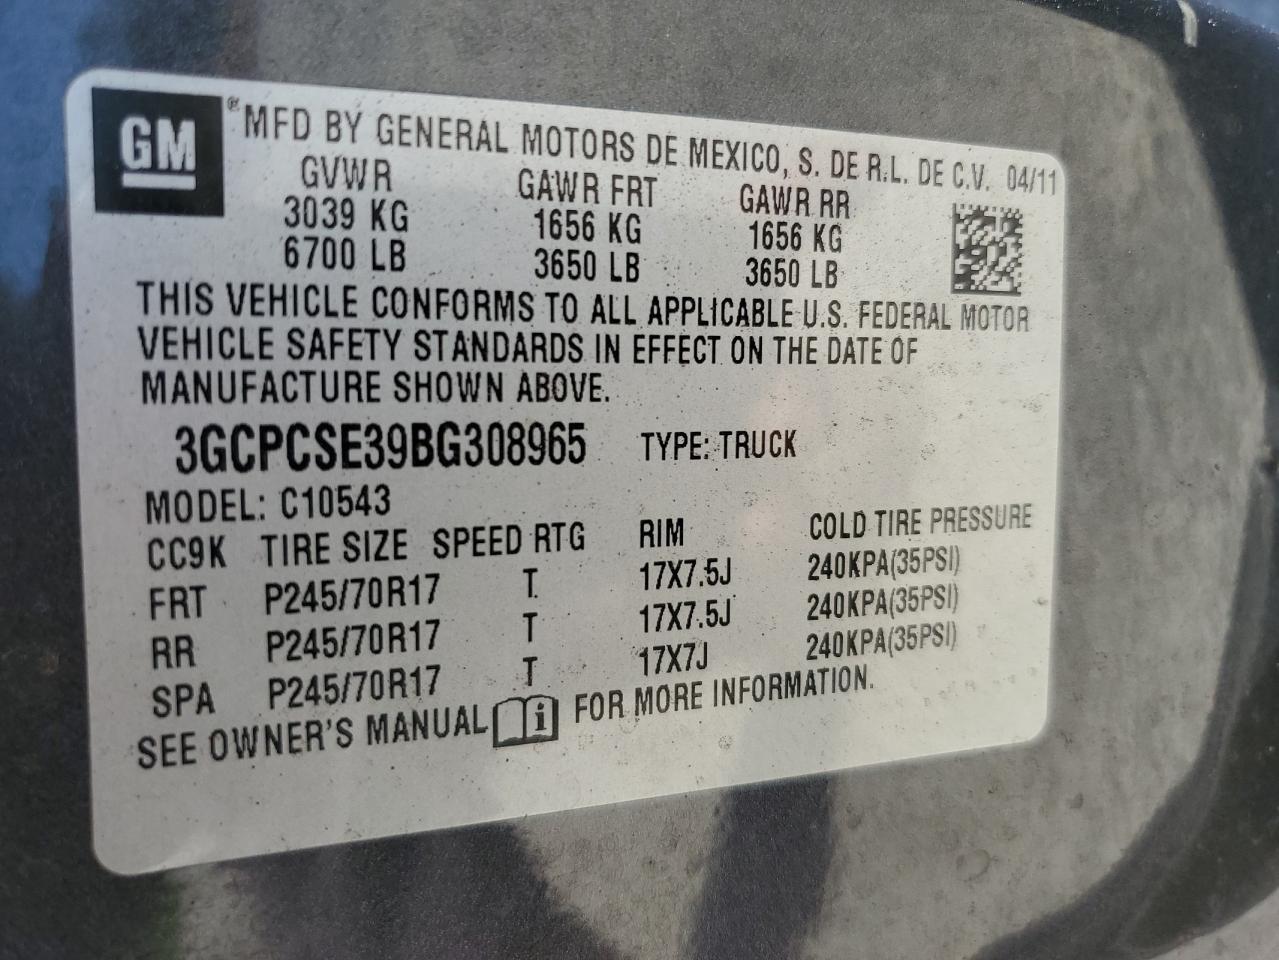 GM ® MFD BY GENERAL MOTORS DE MEXICO, S. DE R.L. DE C.V. 04/11
GVWR GAWR FRT GAWR RR
3039 KG 1656 KG 1656 KG
6700 LB 3650 LB 3650 LB
THIS VEHICLE CONFORMS TO ALL APPLICABLE U.S. FEDERAL MOTOR
VEHICLE SAFETY STANDARDS IN EFFECT ON THE DATE OF
MANUFACTURE SHOWN ABOVE.
3GCPCSE39BG308965 TYPE: TRUCK
MODEL: C10543
CC9K TIRE SIZE SPEED RTG RIM COLD TIRE PRESSURE
FRT P245/70R17 T 17X7.5J 240KPA(35PSI)
RR P245/70R17 T 17X7.5J 240KPA(35PSI)
SPA P245/70R17 T 17X7J 240KPA(35PSI)
SEE OWNER'S MANUAL i FOR MORE INFORMATION.